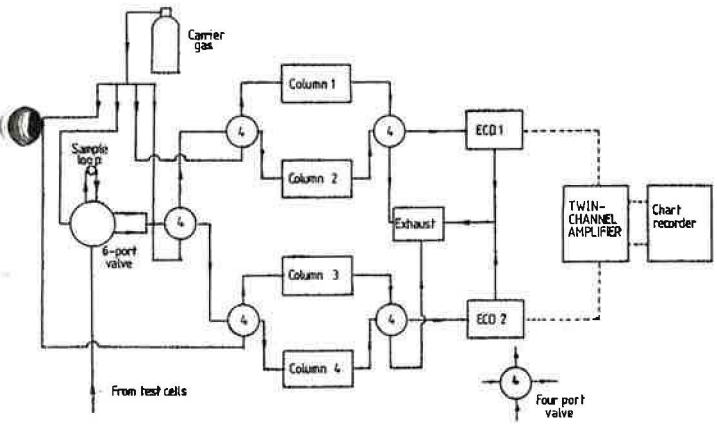 Carrier
gas
Column 1
4
4
ECD 1
Sample
loop
Column 2
TWIN-
CHANNEL
AMPLIFIER
Chart
recorder
4
Exhaust
6-port
valve
Column 3
4
4
ECD 2
Column 4
4
From test cells
Four port
valve